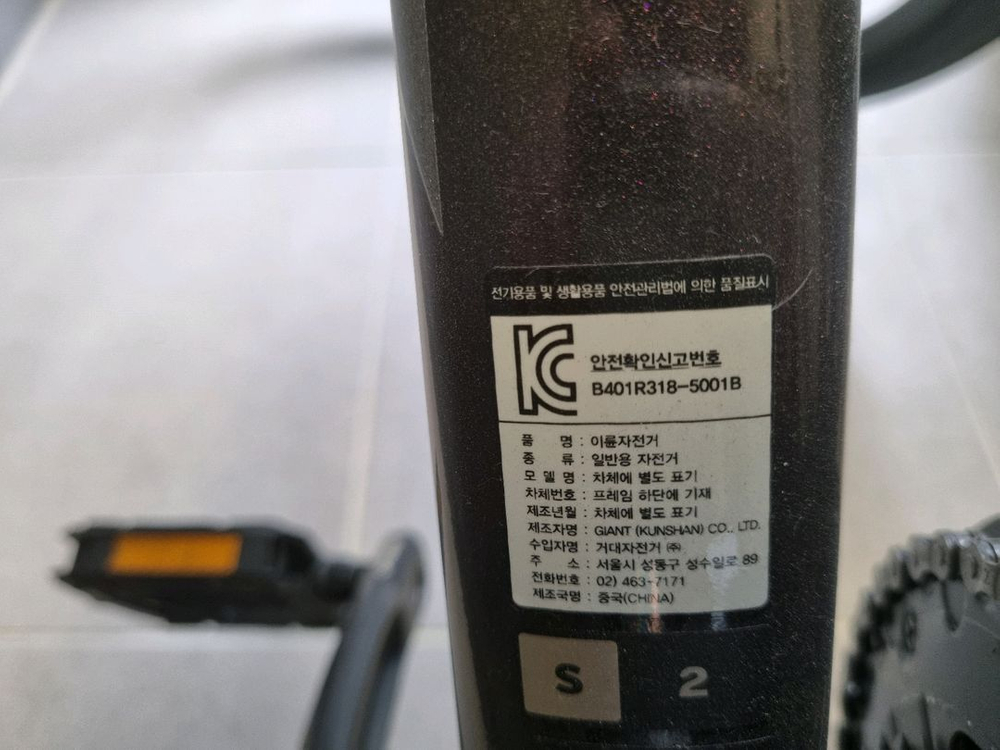 전기용품 및 생활용품 안전관리법에 의한 품질표시
KC
안전확인신고번호
B401R318-5001B
품 명 : 이륜자전거
종 류 : 일반용 자전거
모 델 명 : 차체에 별도 표기
차체번호 : 프레임 하단에 기재
제조년월 : 차체에 별도 표기
제조자명 : GIANT (KUNSHAN) CO., LTD.
수입자명 : 거대자전거 ㈜
주 소 : 서울시 성동구 성수일로 89
전화번호 : 02) 463-7171
제조국명 : 중국(CHINA)
S 2